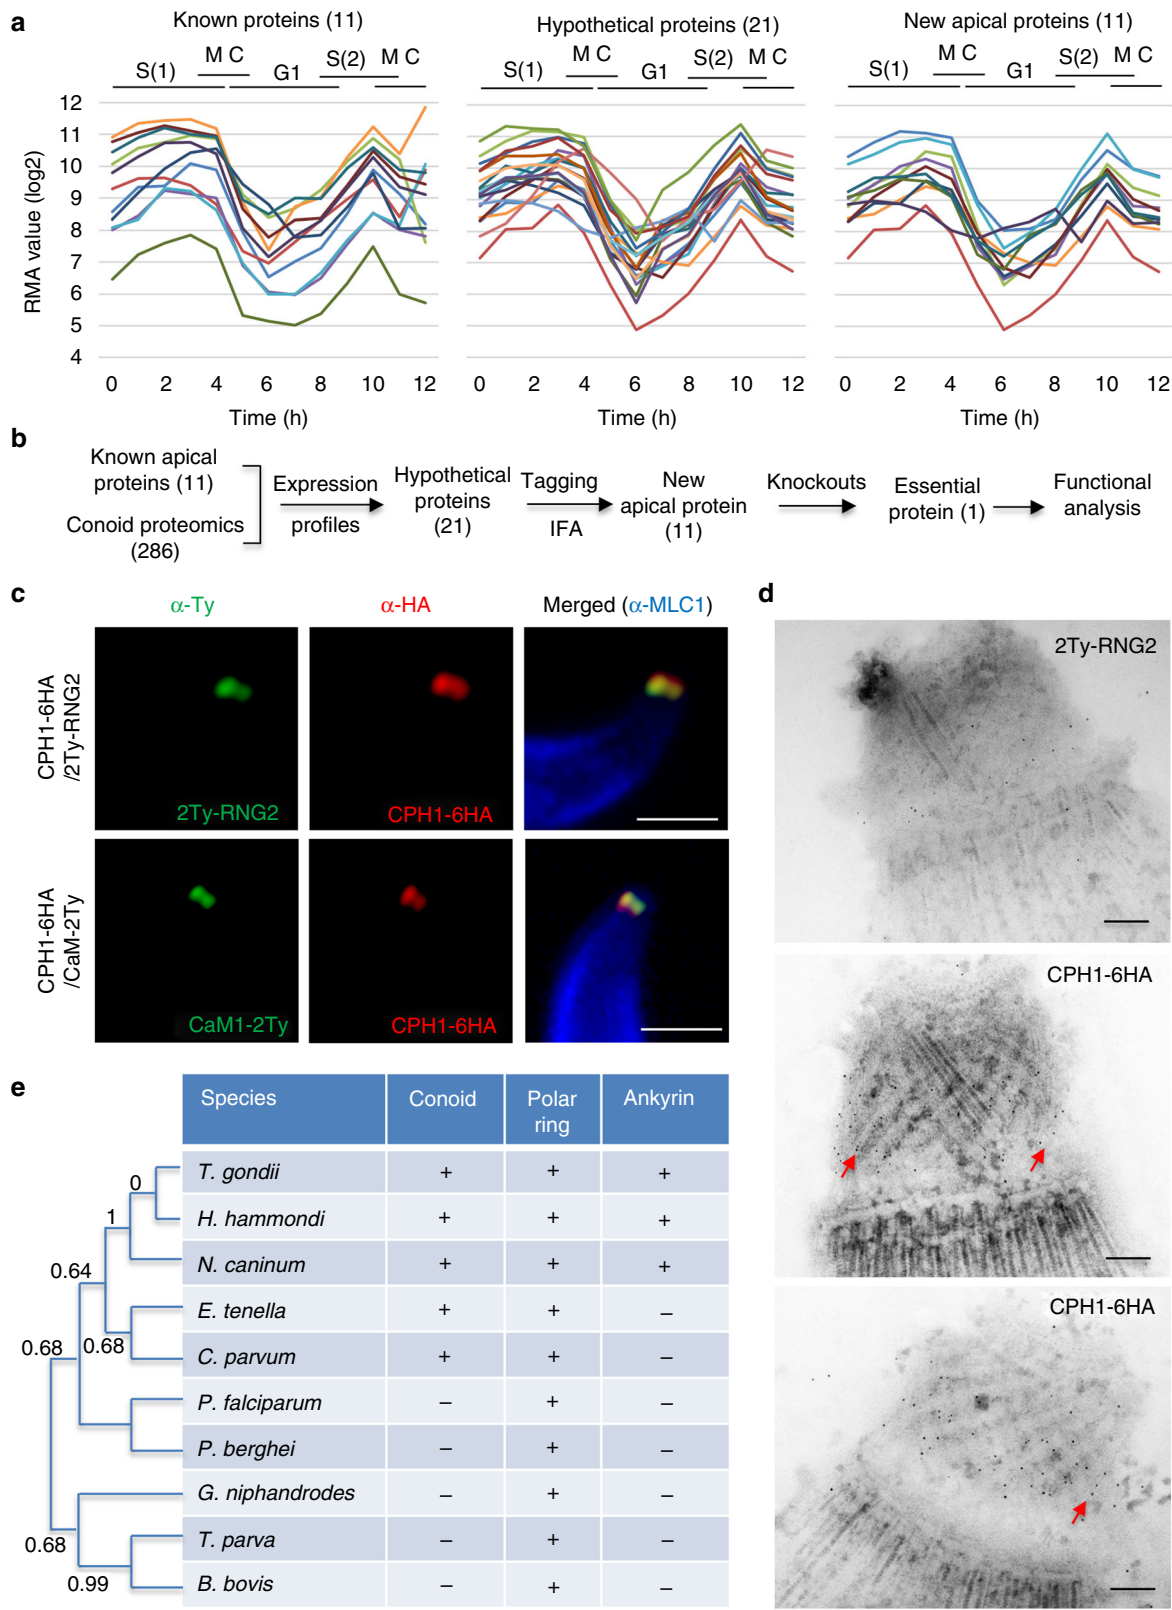 a
Known proteins (11)
Hypothetical proteins (21)
New apical proteins (11)
S(1) M C G1 S(2) M C
S(1) M C G1 S(2) M C
S(1) M C G1 S(2) M C
RMA value (log2)
12
11
10
9
8
7
6
5
4
0 2 4 6 8 10 12
0 2 4 6 8 10 12
0 2 4 6 8 10 12
Time (h)
Time (h)
Time (h)
b
Known apical
proteins (11)
Conoid proteomics
(286)
Expression
profiles
Hypothetical
proteins
(21)
Tagging
IFA
New
apical protein
(11)
Knockouts
Essential
protein (1)
Functional
analysis
c
α-Ty
α-HA
Merged (α-MLC1)
CPH1-6HA
/2Ty-RNG2
2Ty-RNG2
CPH1-6HA
CPH1-6HA
/CaM-2Ty
CaM1-2Ty
CPH1-6HA
d
2Ty-RNG2
CPH1-6HA
CPH1-6HA
e
Species Conoid Polar
ring Ankyrin
T. gondii + + +
H. hammondi + + +
N. caninum + + +
E. tenella + + –
C. parvum + + –
P. falciparum – + –
P. berghei – + –
G. niphandrodes – + –
T. parva – + –
B. bovis – + –
0
1
0.64
0.68
0.68
0.68
0.99